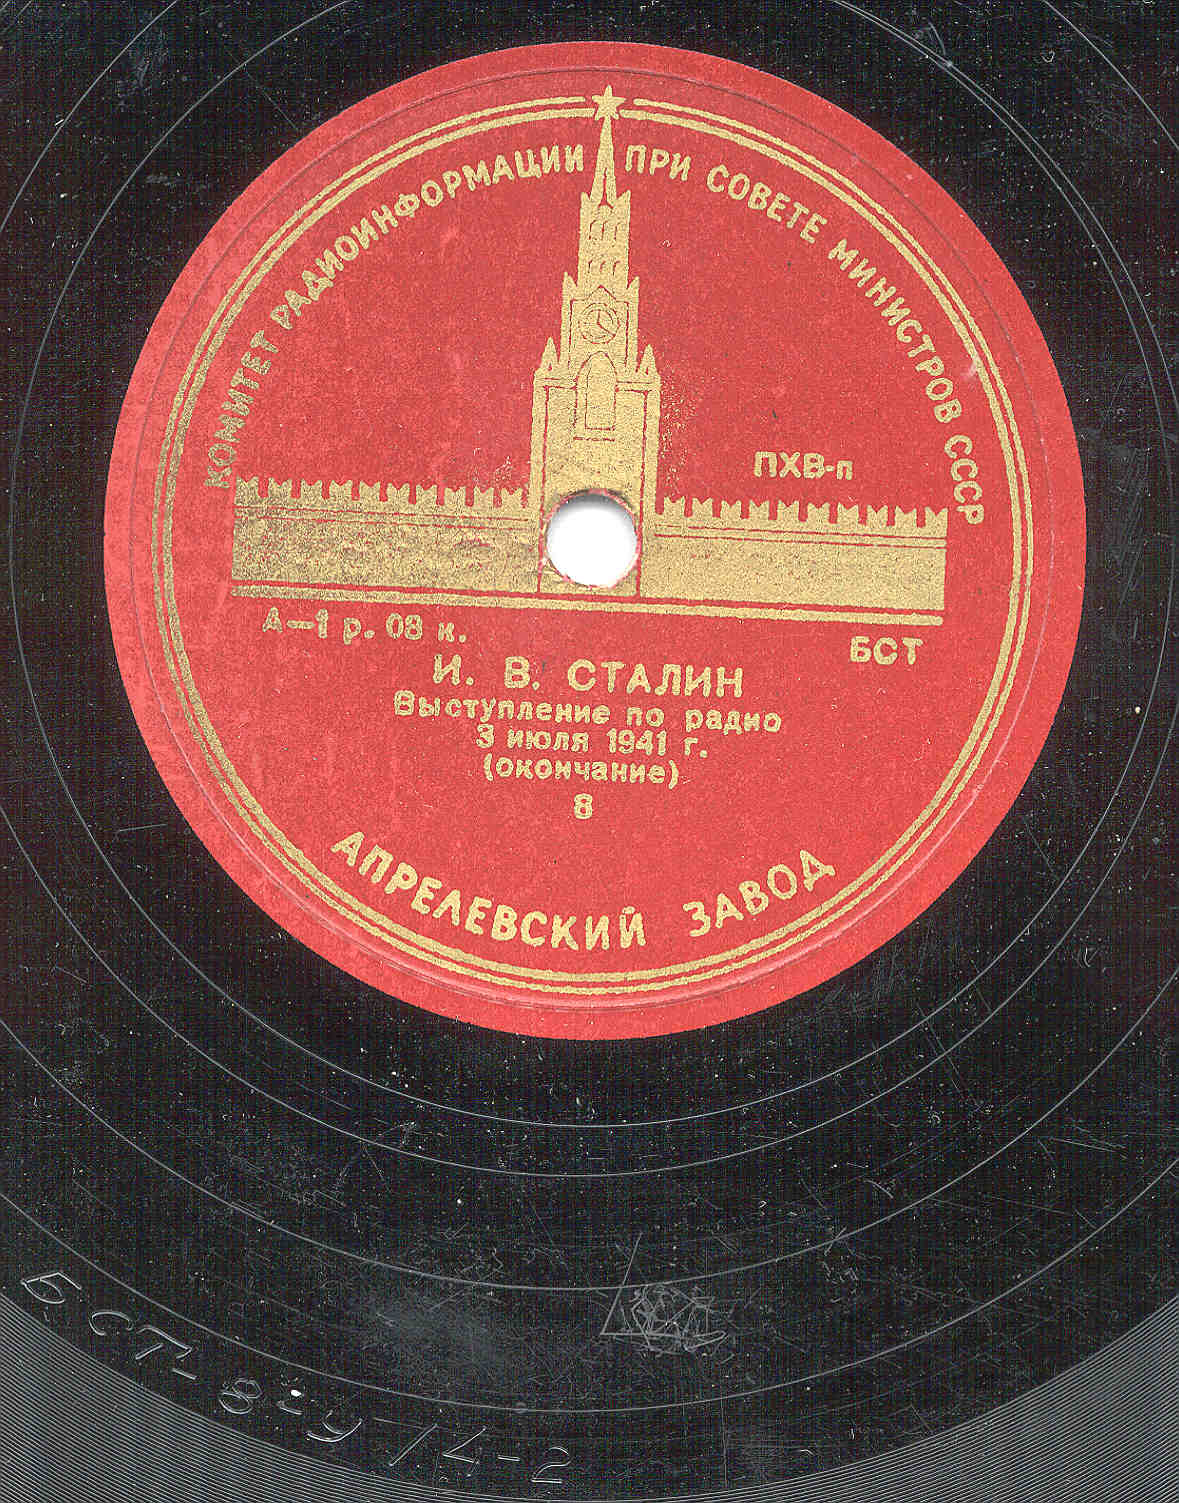 КОМИТЕТ РАДИОИНФОРМАЦИИ ПРИ СОВЕТЕ МИНИСТРОВ СССР
ПХВ-п
А—1 р. 08 к.
БСТ
И. В. СТАЛИН
Выступление по радио
3 июля 1941 г.
(окончание)
8
АПРЕЛЕВСКИЙ ЗАВОД